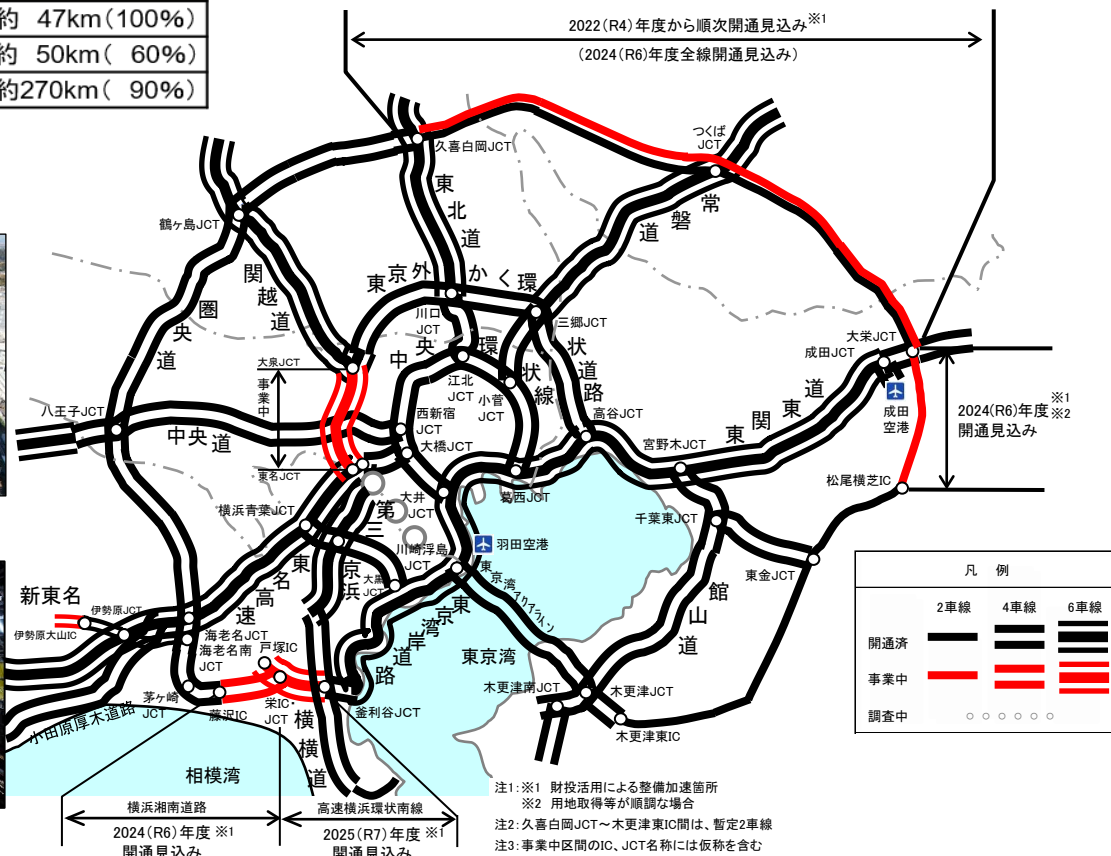 約 47km(100%)
約 50km( 60%)
約270km( 90%)
2022(R4)年度から順次開通見込み※1
(2024(R6)年度全線開通見込み)
つくば
JCT
久喜白岡JCT
東北道
常磐道
鶴ヶ島JCT
関越道
東京外かく環状道路
圏央道
川口
JCT
三郷JCT
中央環状線
大栄JCT
成田JCT
大泉JCT
事業中
江北
JCT
小菅
JCT
成田
空港
2024(R6)年度※1
※2
開通見込み
八王子JCT
中央道
西新宿
JCT
大橋JCT
高谷JCT
宮野木JCT
東関東道
東名JCT
松尾横芝IC
横浜青葉JCT
第三京浜
大井
JCT
葛西JCT
千葉東JCT
川崎浮島
JCT
羽田空港
東京湾アクアライン
東金JCT
東名高速
大黒
JCT
館山道
新東名
伊勢原JCT
伊勢原大山IC
海老名JCT
海老名南
JCT
戸塚IC
東京湾岸道路
東京湾
木更津南JCT
木更津JCT
茅ヶ崎
JCT
藤沢IC
栄IC・
JCT
釜利谷JCT
木更津東IC
小田原厚木道路
横横道
相模湾
凡 例
2車線 4車線 6車線
開通済
事業中
調査中 ○ ○ ○ ○ ○ ○
横浜湘南道路
2024(R6)年度※1
開通見込み
高速横浜環状南線
2025(R7)年度※1
開通見込み
注1:※1 財投活用による整備加速箇所
※2 用地取得等が順調な場合
注2:久喜白岡JCT～木更津東IC間は、暫定2車線
注3:事業中区間のIC、JCT名称には仮称を含む